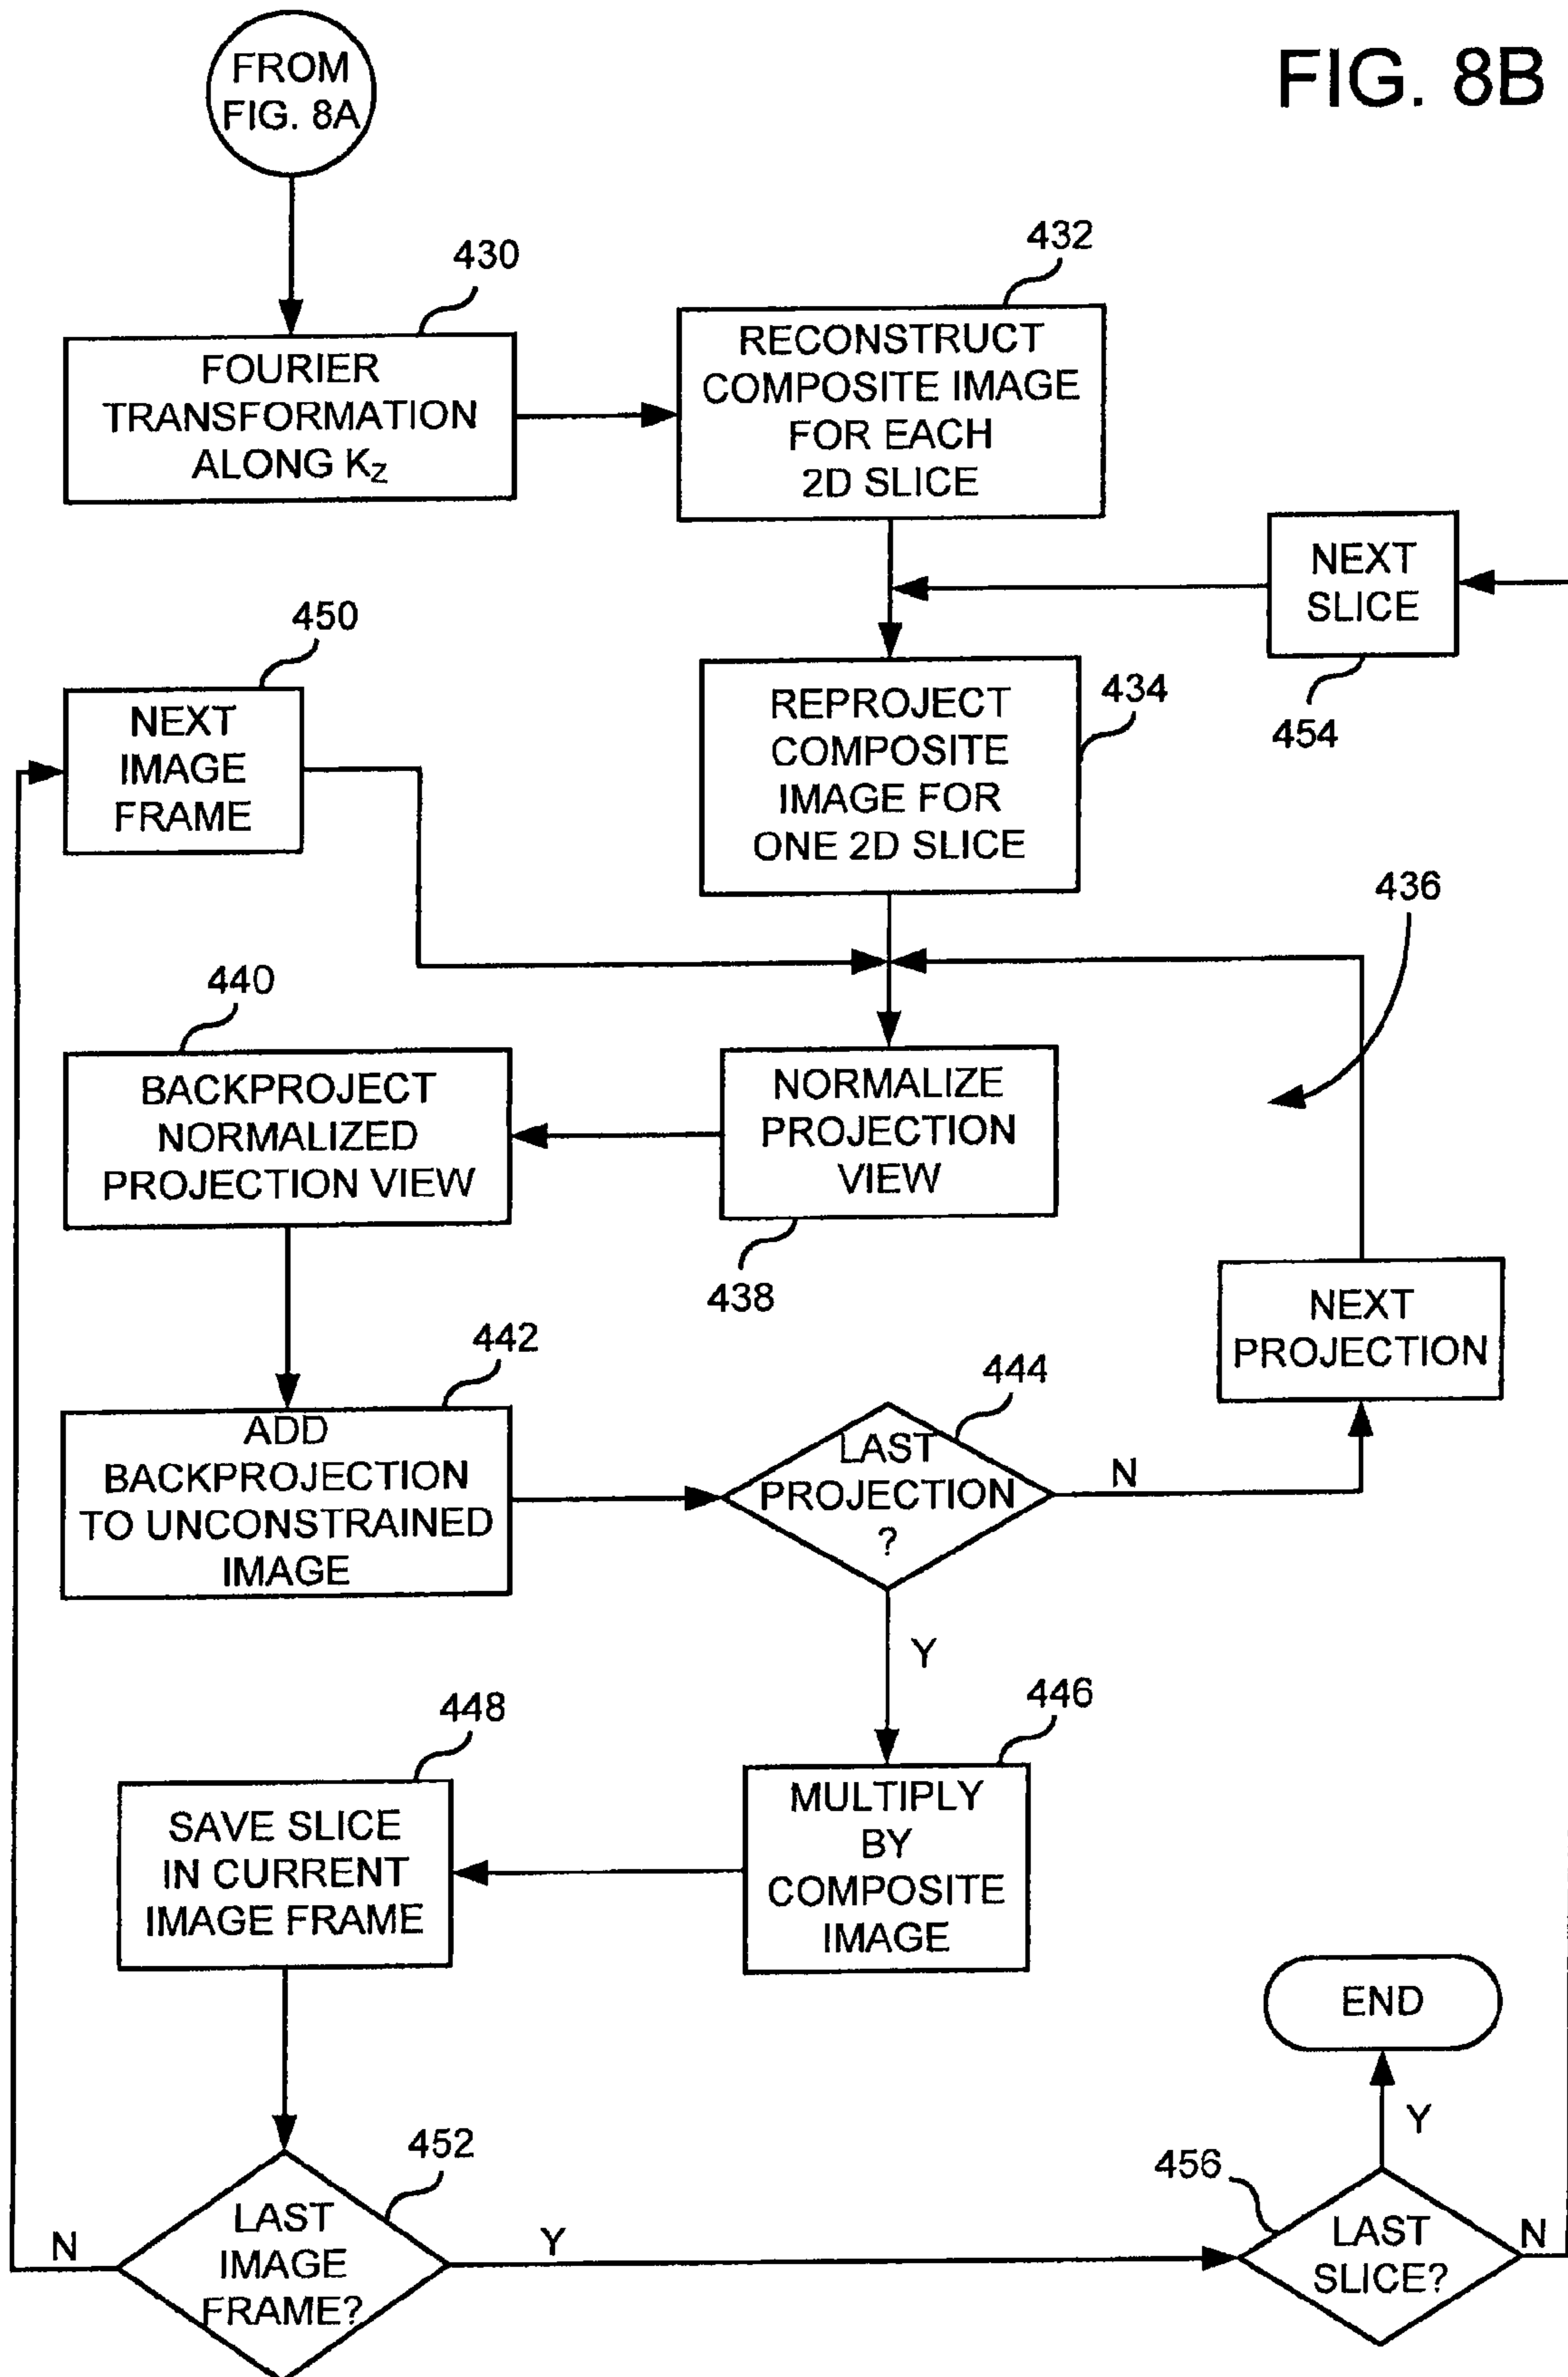 FROM
FIG. 8A
FIG. 8B
430
FOURIER
TRANSFORMATION
ALONG KZ
432
RECONSTRUCT
COMPOSITE IMAGE
FOR EACH
2D SLICE
NEXT
SLICE
454
450
NEXT
IMAGE
FRAME
REPROJECT
COMPOSITE
IMAGE FOR
ONE 2D SLICE
434
436
440
BACKPROJECT
NORMALIZED
PROJECTION VIEW
NORMALIZE
PROJECTION
VIEW
438
NEXT
PROJECTION
442
ADD
BACKPROJECTION
TO UNCONSTRAINED
IMAGE
444
LAST
PROJECTION
?
N
Y
446
MULTIPLY
BY
COMPOSITE
IMAGE
448
SAVE SLICE
IN CURRENT
IMAGE FRAME
END
Y
452
LAST
IMAGE
FRAME?
N
Y
456
LAST
SLICE?
N